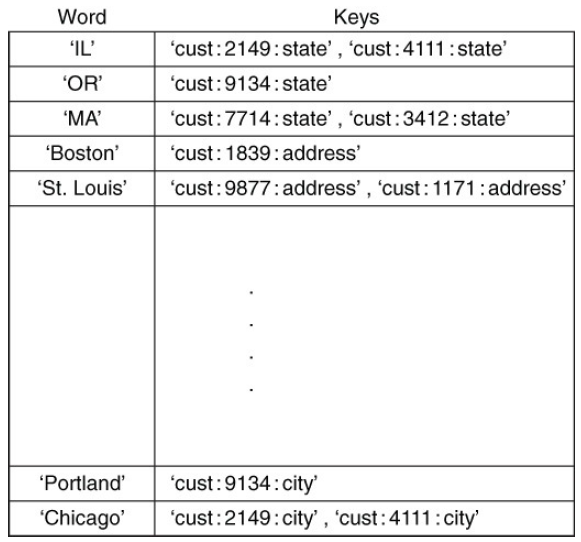 Word Keys
‘IL’ ‘cust:2149:state’ , ‘cust:4111:state’
‘OR’ ‘cust:9134:state’
‘MA’ ‘cust:7714:state’ , ‘cust:3412:state’
‘Boston’ ‘cust:1839:address’
‘St. Louis’ ‘cust:9877:address’ , ‘cust:1171:address’
.
.
.
.
‘Portland’ ‘cust:9134:city’
‘Chicago’ ‘cust:2149:city’ , ‘cust:4111:city’